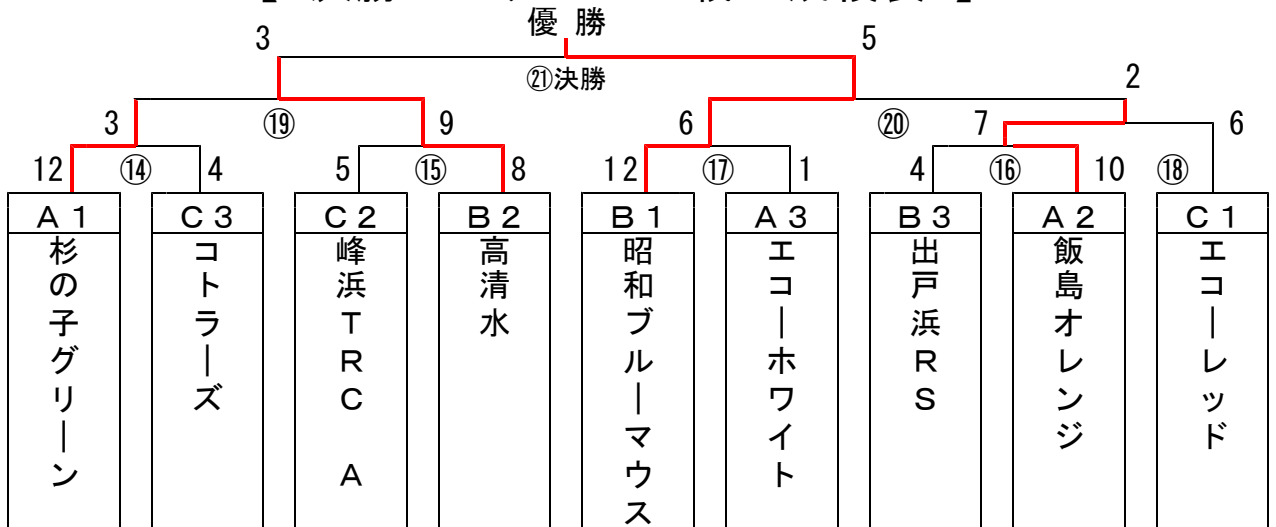 優勝
3
5
㉑決勝
2
3
⑲
9
6
⑳
7
6
12
⑭
4
5
⑮
8
12
⑰
1
4
⑯
10
⑱
A1
C3
C2
B2
B1
A3
B3
A2
C1
杉の子グリーン
コトラーズ
峰浜TRC A
高清水
昭和ブルーマウス
エコーホワイト
出戸浜RS
飯島オレンジ
エコーレッド